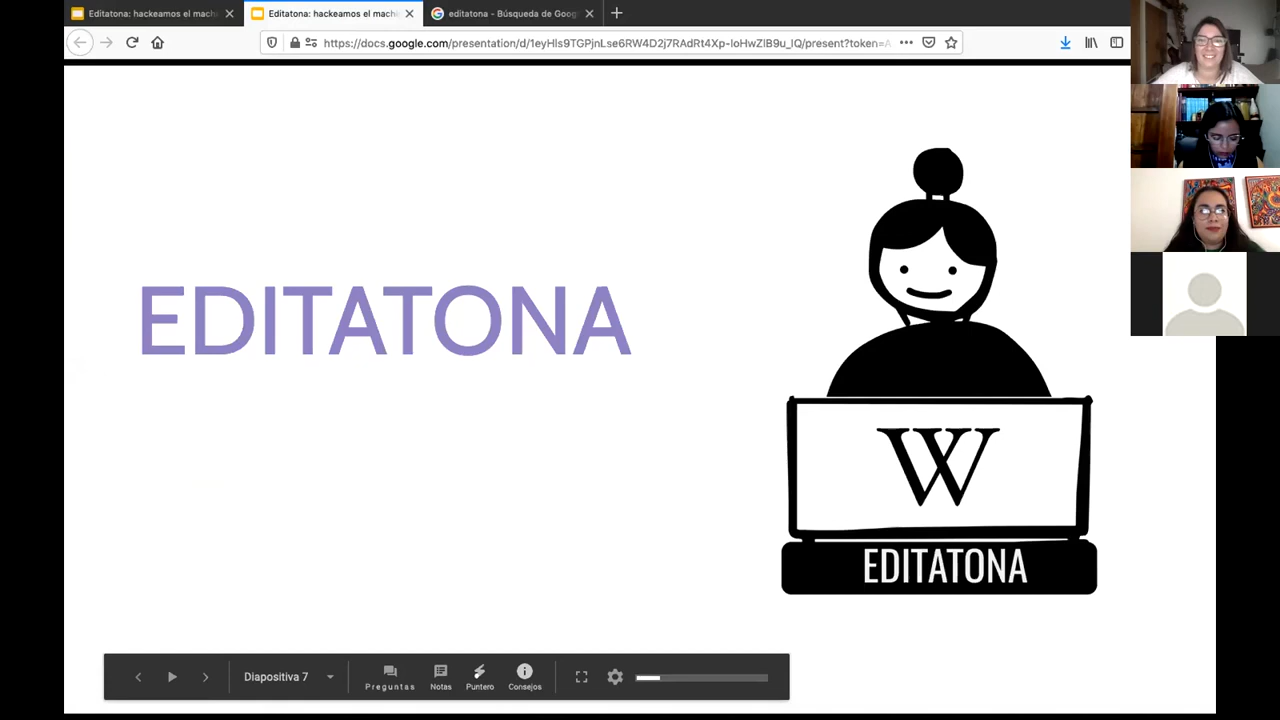 Editatona: hackeamos el mach
Editatona: hackeamos el mach
editatona - Búsqueda de Goog
https://docs.google.com/presentation/d/1eyHls9TGPjnLse6RW4D2j7RAdRt4Xp-IoHwZlB9u_IQ/present?token=A
EDITATONA
W
EDITATONA
Diapositiva 7
Preguntas
Notas
Puntero
Consejos